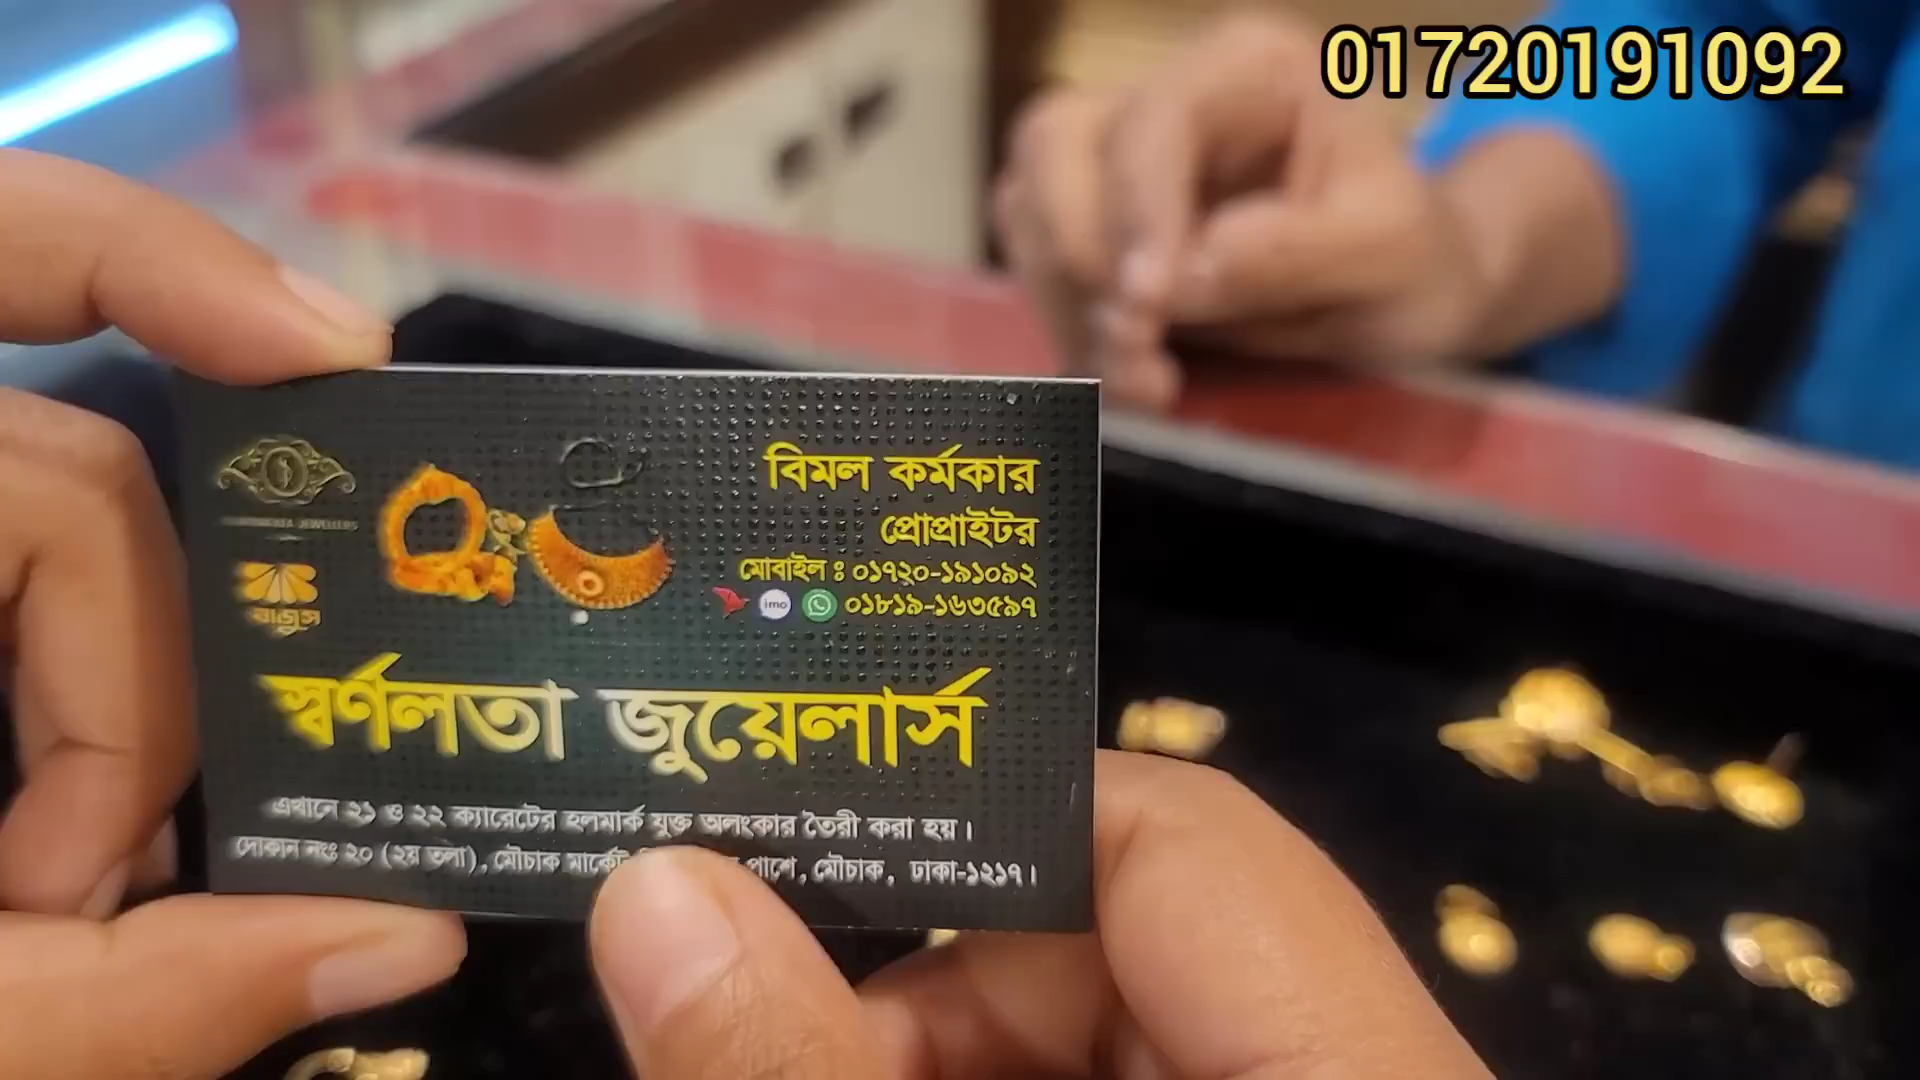 01720191092
বিমল কর্মকার
প্রোপ্রাইটর
মোবাইল ঃ ০১৭২০-১৯১০৯২
imo ০১৮১৯-১৬৩৫৯৭
JEWELLERS
বাজুস
স্বর্ণলতা জুয়েলার্স
এখানে ২১ ও ২২ ক্যারেটের হলমার্ক যুক্ত অলংকার তৈরী করা হয়।
দোকান নংঃ ২০ (২য় তলা), মৌচাক মার্কেট পাশে, মৌচাক, ঢাকা-১২১৭।